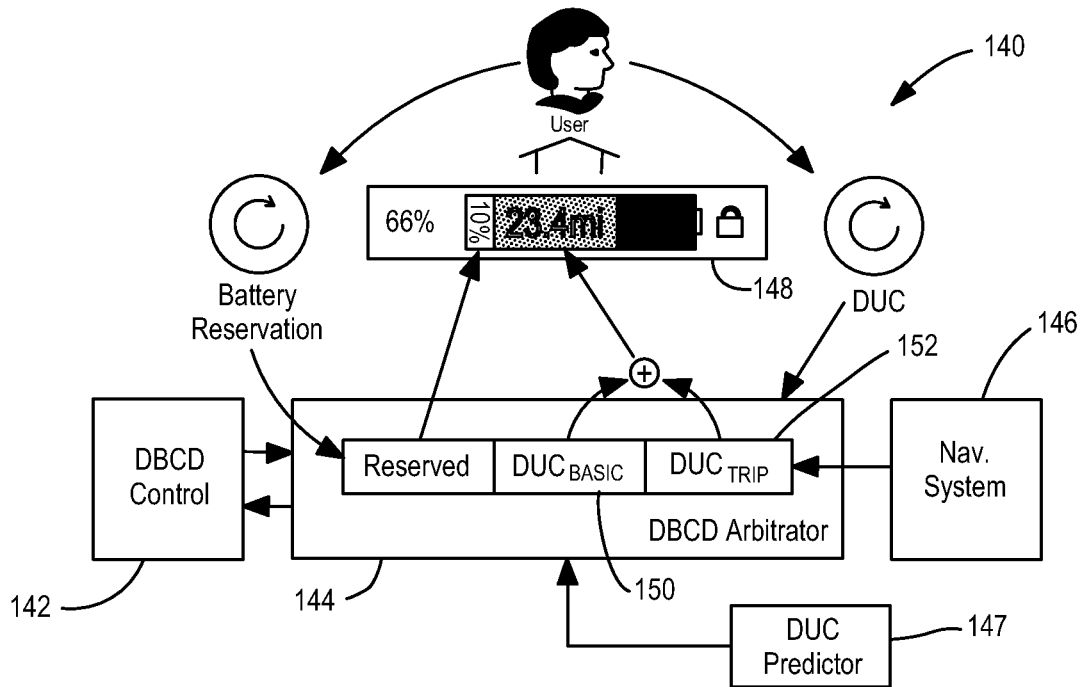 140
User
66%
10%
23.4mi
148
Battery
Reservation
DUC
152
146
DBCD
Control
Reserved
DUC BASIC
DUC TRIP
Nav.
System
DBCD Arbitrator
142
144
150
DUC
Predictor
147